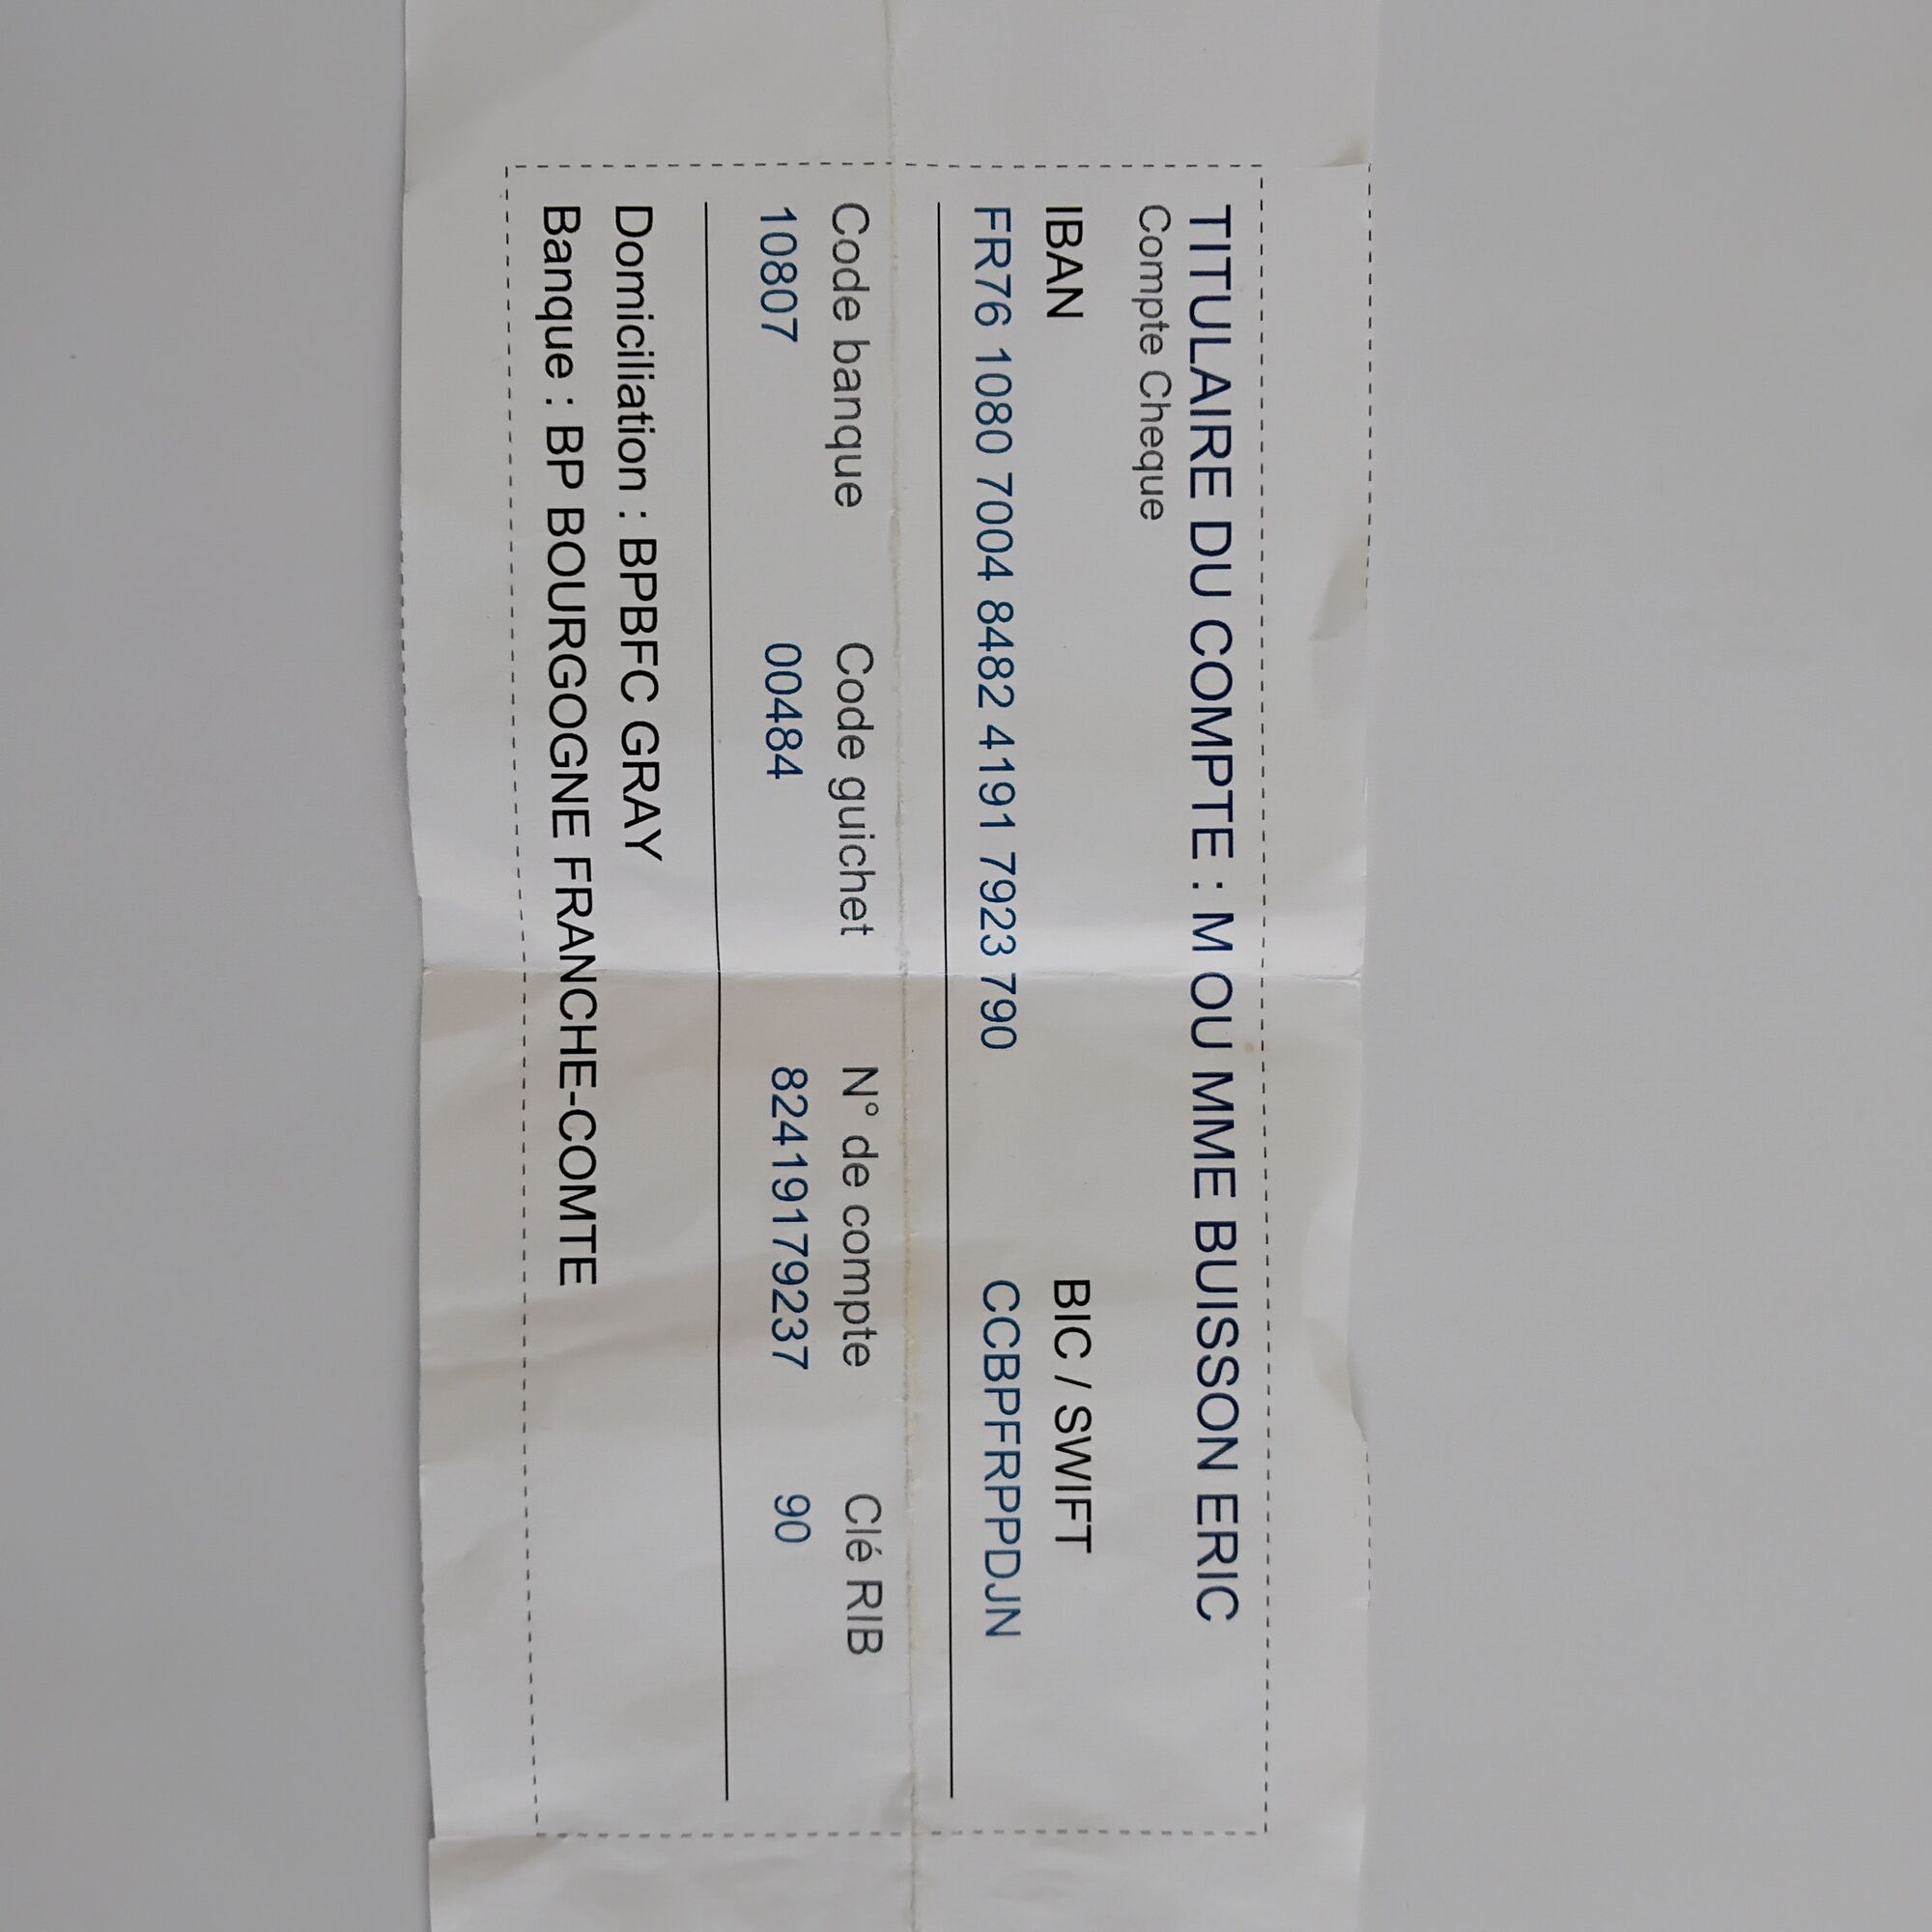 TITULAIRE DU COMPTE : M OU MME BUISSON ERIC
Compte Cheque
IBAN BIC / SWIFT
FR76 1080 7004 8482 4191 7923 790 CCBPFRPPDJN
Code banque Code guichet N° de compte Clé RIB
10807 00484 82419179237 90
Domiciliation : BPBFC GRAY
Banque : BP BOURGOGNE FRANCHE-COMTE